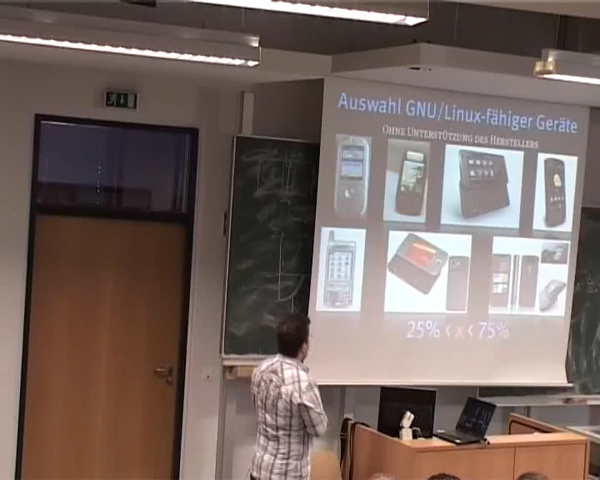 Auswahl GNU/Linux-fähiger Geräte
OHNE UNTERSTÜTZUNG DES HERSTELLERS
25% < x < 75%